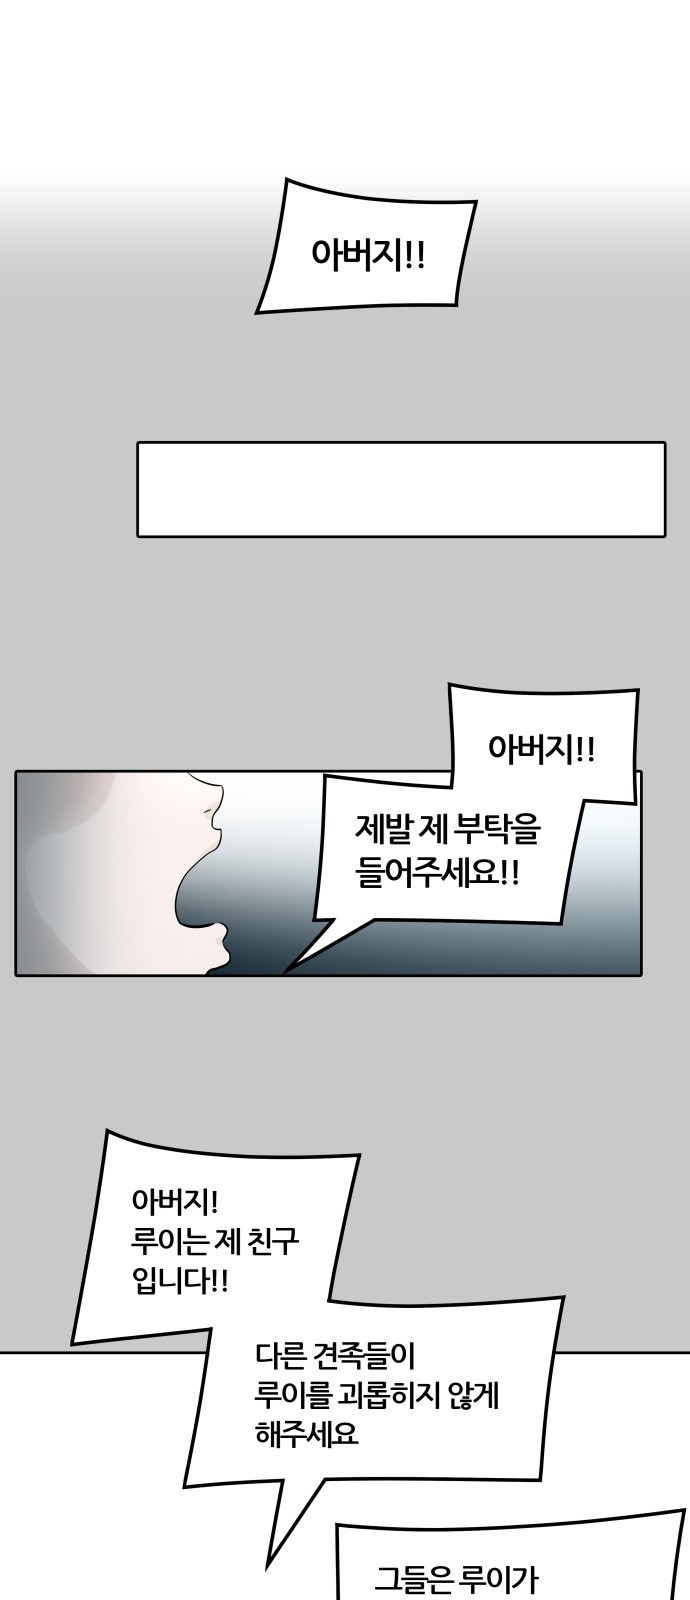 아버지!!
아버지!!
제발 제 부탁을
들어주세요!!
아버지!
루이는 제 친구
입니다!!
다른 견족들이
루이를 괴롭히지 않게
해주세요
그들은 루이가